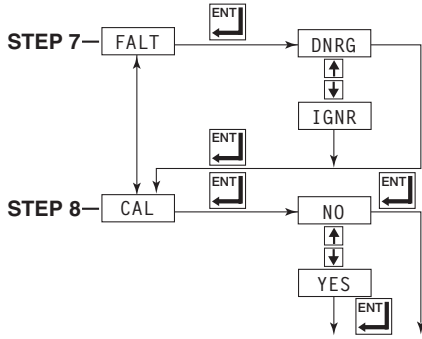 ENT
STEP 7 FALT DNRG
IGNR
ENT
ENT ENT
STEP 8 CAL NO
YES
ENT